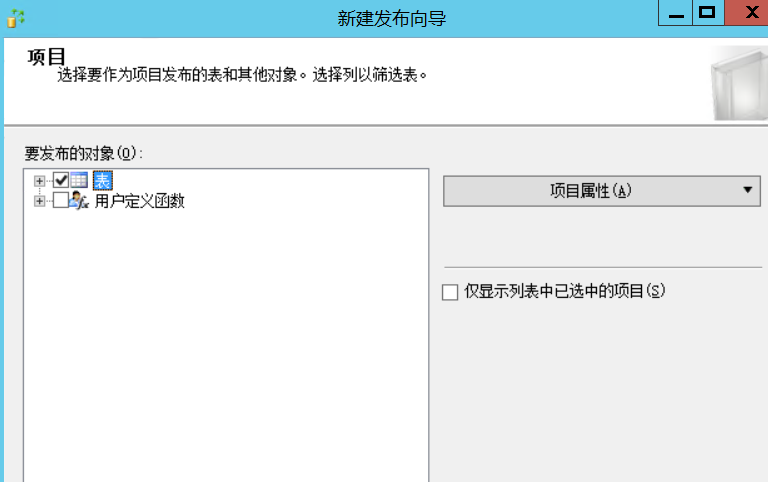 新建发布向导
项目
选择要作为项目发布的表和其他对象。选择列以筛选表。
要发布的对象(O):
表
用户定义函数
项目属性(A)
仅显示列表中已选中的项目(S)